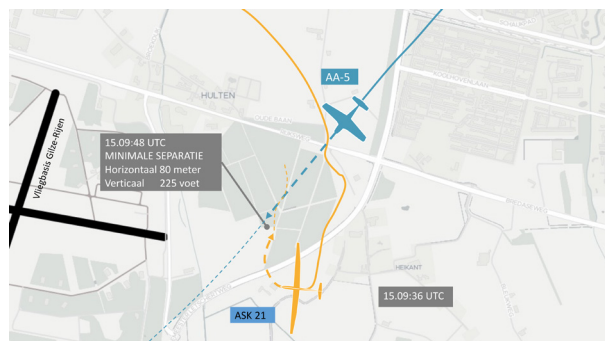 AA-5
HULTEN
15.09:48 UTC
MINIMALE SEPARATIE
Horizontaal 80 meter
Verticaal 225 voet
Vliegbasis Gilze-Rijen
HEIKANT
15.09:36 UTC
ASK 21